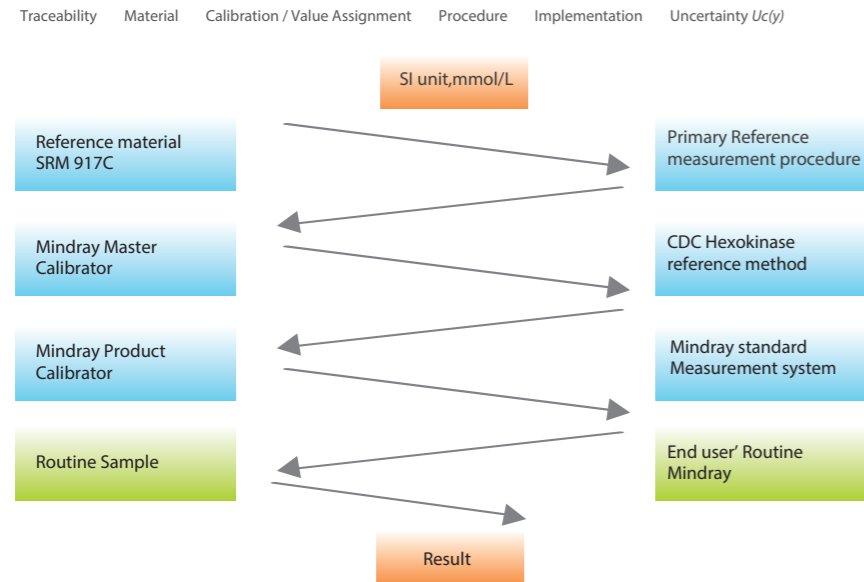 Traceability Material Calibration / Value Assignment Procedure Implementation Uncertainty Uc(y)
SI unit,mmol/L
Reference material
SRM 917C
Primary Reference
measurement procedure
Mindray Master
Calibrator
CDC Hexokinase
reference method
Mindray Product
Calibrator
Mindray standard
Measurement system
Routine Sample
End user' Routine
Mindray
Result